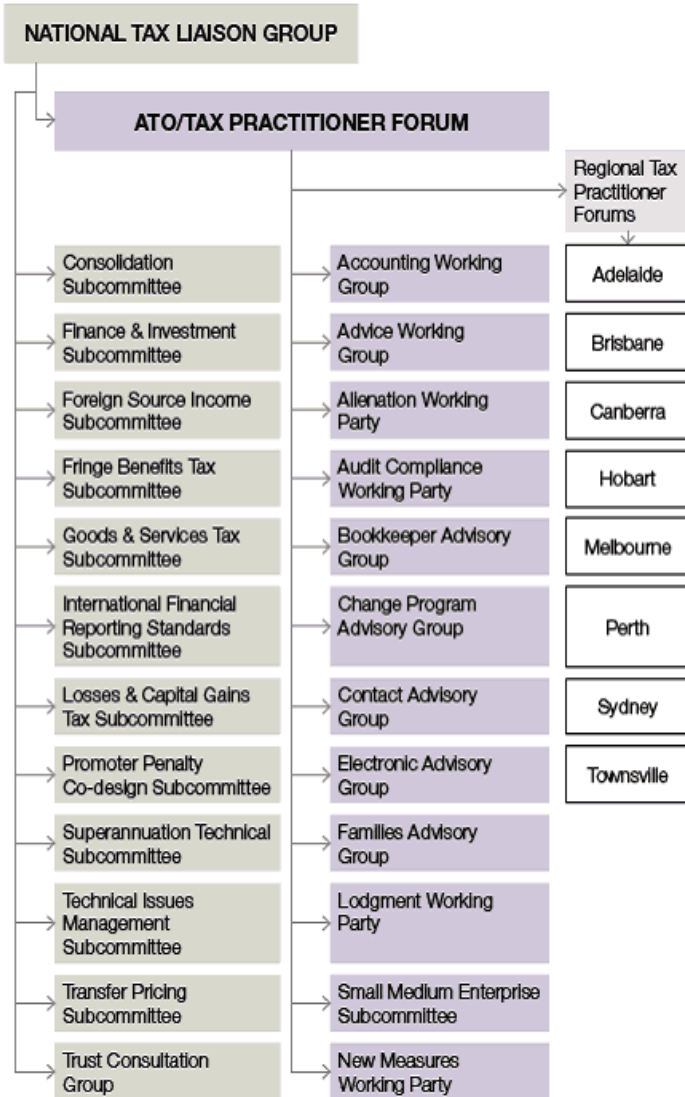 NATIONAL TAX LIAISON GROUP
ATO/TAX PRACTITIONER FORUM
Regional Tax
Practitioner
Forums
Consolidation
Subcommittee
Finance & Investment
Subcommittee
Foreign Source Income
Subcommittee
Fringe Benefits Tax
Subcommittee
Goods & Services Tax
Subcommittee
International Financial
Reporting Standards
Subcommittee
Losses & Capital Gains
Tax Subcommittee
Promoter Penalty
Co-design Subcommittee
Superannuation Technical
Subcommittee
Technical Issues
Management
Subcommittee
Transfer Pricing
Subcommittee
Trust Consultation
Group
Accounting Working
Group
Advice Working
Group
Alienation Working
Party
Audit Compliance
Working Party
Bookkeeper Advisory
Group
Change Program
Advisory Group
Contact Advisory
Group
Electronic Advisory
Group
Families Advisory
Group
Lodgment Working
Party
Small Medium Enterprise
Subcommittee
New Measures
Working Party
Adelaide
Brisbane
Canberra
Hobart
Melbourne
Perth
Sydney
Townsville